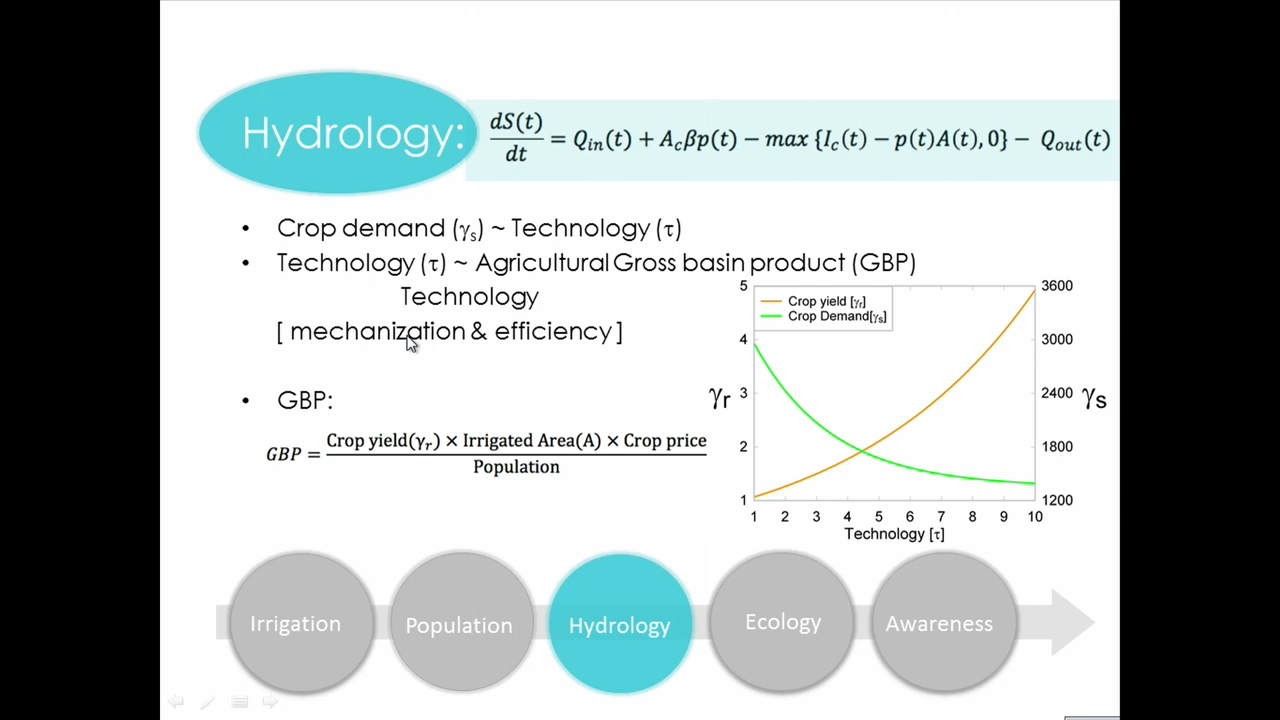 Hydrology:
dS(t)/dt = Q_in(t) + A_cβp(t) − max {I_c(t) − p(t)A(t), 0} − Q_out(t)
• Crop demand (γs) ~ Technology (τ)
• Technology (τ) ~ Agricultural Gross basin product (GBP)
Technology
[ mechanization & efficiency ]
• GBP:
GBP = Crop yield(γr) × Irrigated Area(A) × Crop price / Population
Crop yield [γr]
Crop Demand[γs]
5
4
3
2
1
γr
3600
3000
2400
1800
1200
γs
1 2 3 4 5 6 7 8 9 10
Technology [τ]
Irrigation
Population
Hydrology
Ecology
Awareness